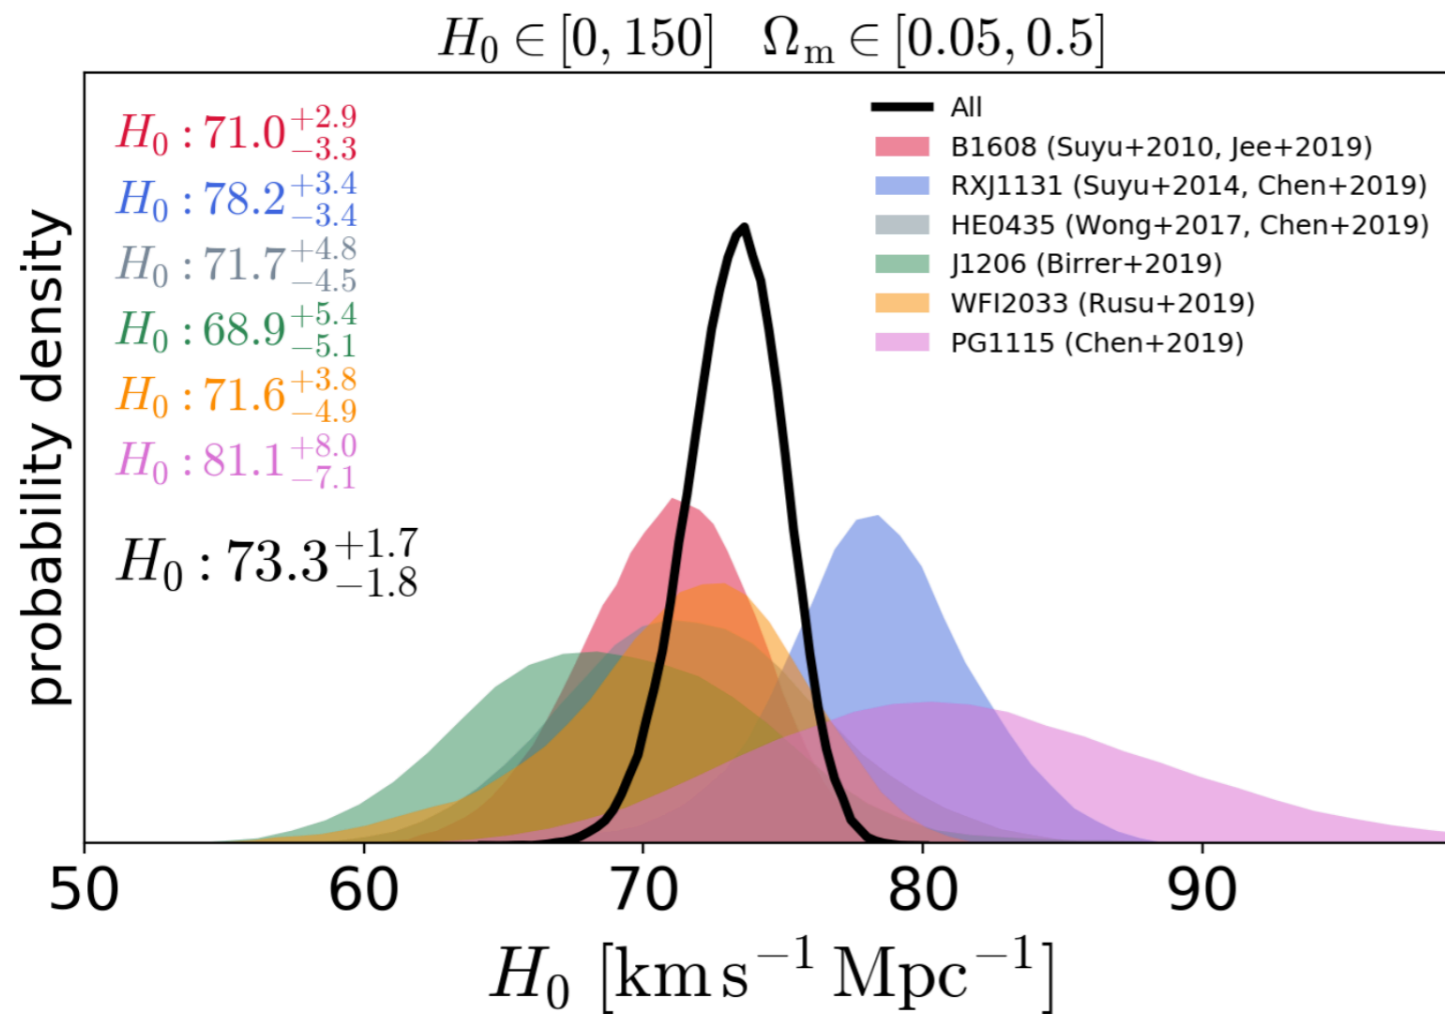 H₀ ∈ [0, 150] Ωₘ ∈ [0.05, 0.5]
H₀ : 71.0 +2.9 −3.3
H₀ : 78.2 +3.4 −3.4
H₀ : 71.7 +4.8 −4.5
H₀ : 68.9 +5.4 −5.1
H₀ : 71.6 +3.8 −4.9
H₀ : 81.1 +8.0 −7.1
H₀ : 73.3 +1.7 −1.8
All
B1608 (Suyu+2010, Jee+2019)
RXJ1131 (Suyu+2014, Chen+2019)
HE0435 (Wong+2017, Chen+2019)
J1206 (Birrer+2019)
WFI2033 (Rusu+2019)
PG1115 (Chen+2019)
probability density
50 60 70 80 90
H₀ [km s⁻¹ Mpc⁻¹]